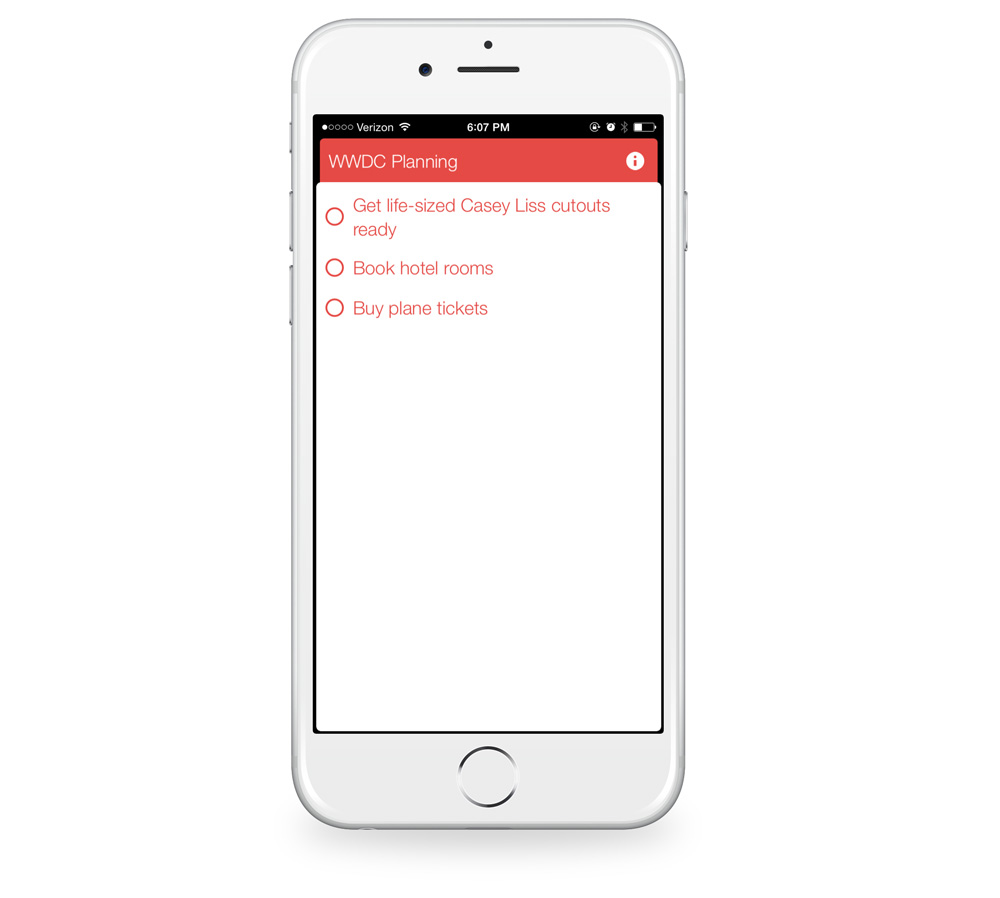 Verizon 6:07 PM
WWDC Planning
Get life-sized Casey Liss cutouts
ready
Book hotel rooms
Buy plane tickets